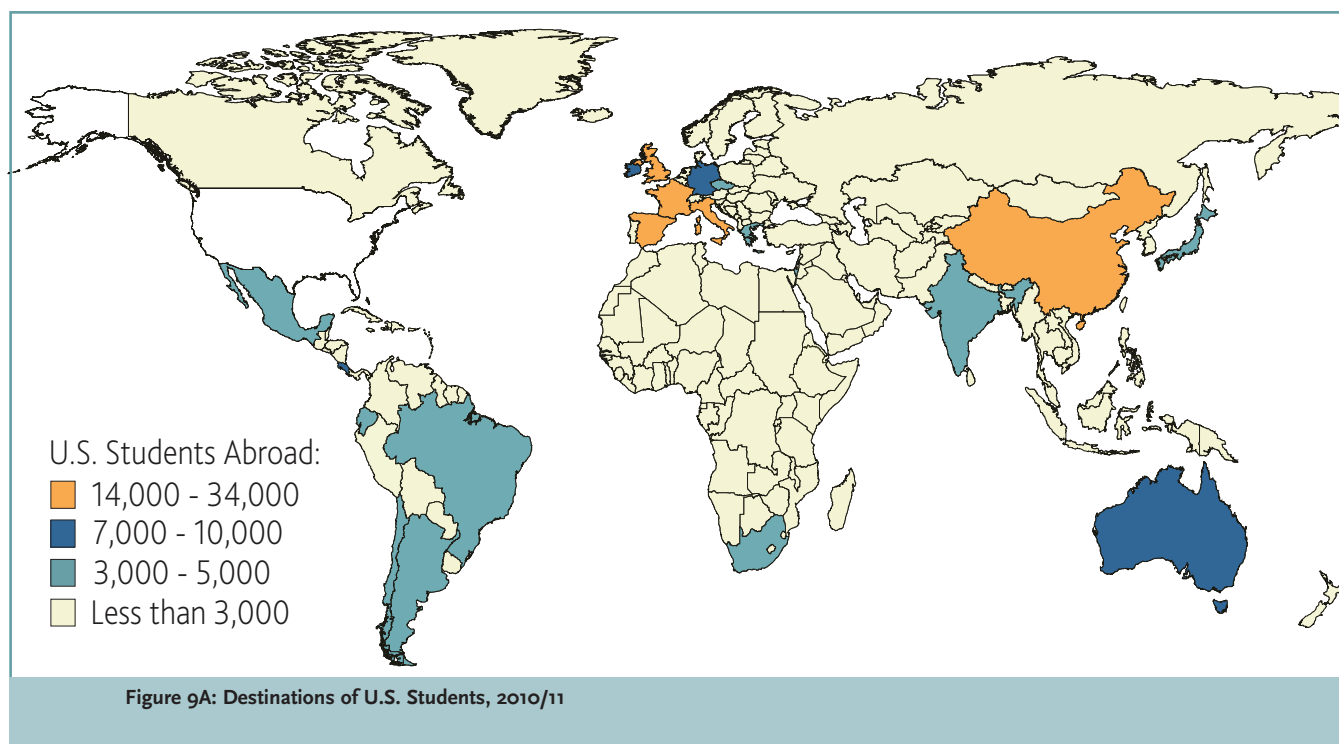 U.S. Students Abroad:
14,000 - 34,000
7,000 - 10,000
3,000 - 5,000
Less than 3,000
Figure 9A: Destinations of U.S. Students, 2010/11